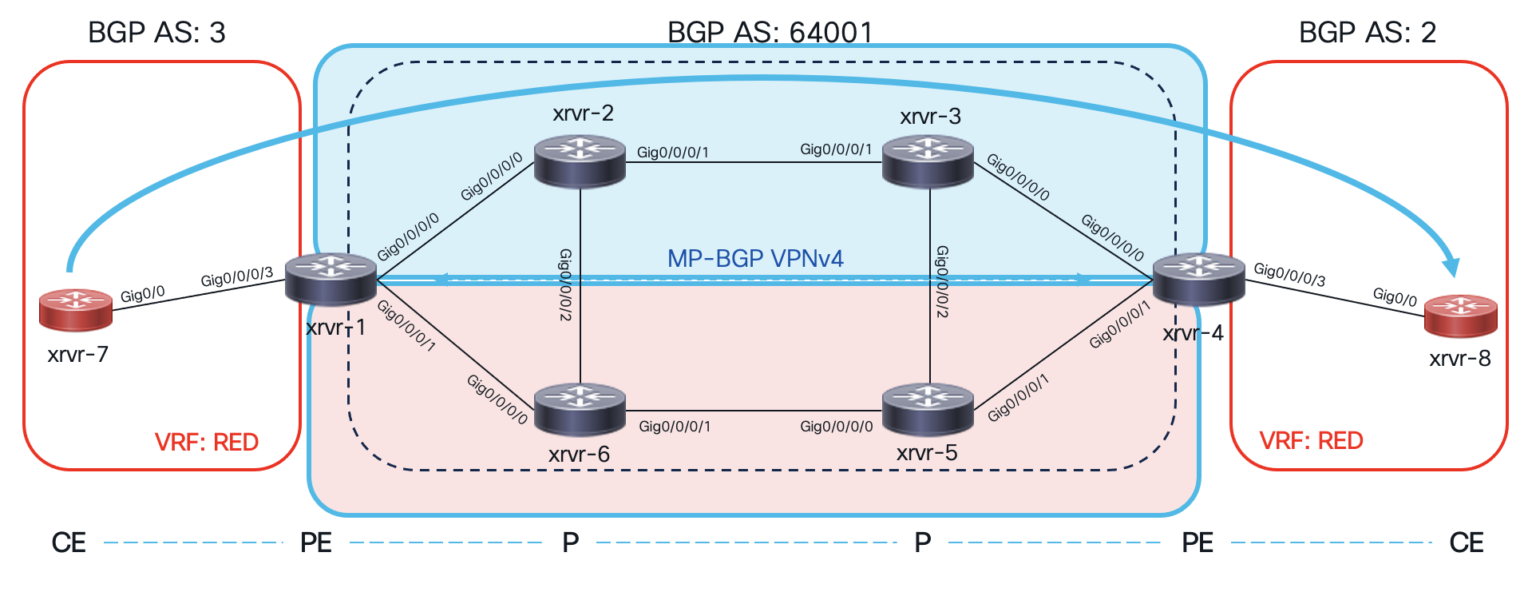 BGP AS: 3
BGP AS: 64001
BGP AS: 2
xrvr-2
xrvr-3
Gig0/0/0/0
Gig0/0/0/1
Gig0/0/0/1
Gig0/0/0/0
Gig0/0/0/0
Gig0/0/0/0
MP-BGP VPNv4
Gig0/0/0/2
Gig0/0/0/2
Gig0/0
Gig0/0/0/3
Gig0/0/0/3
Gig0/0
xrvr-7
xrvr-1
xrvr-4
xrvr-8
Gig0/0/0/1
Gig0/0/0/1
Gig0/0/0/0
Gig0/0/0/1
Gig0/0/0/0
Gig0/0/0/1
xrvr-6
xrvr-5
VRF: RED
VRF: RED
CE
PE
P
P
PE
CE